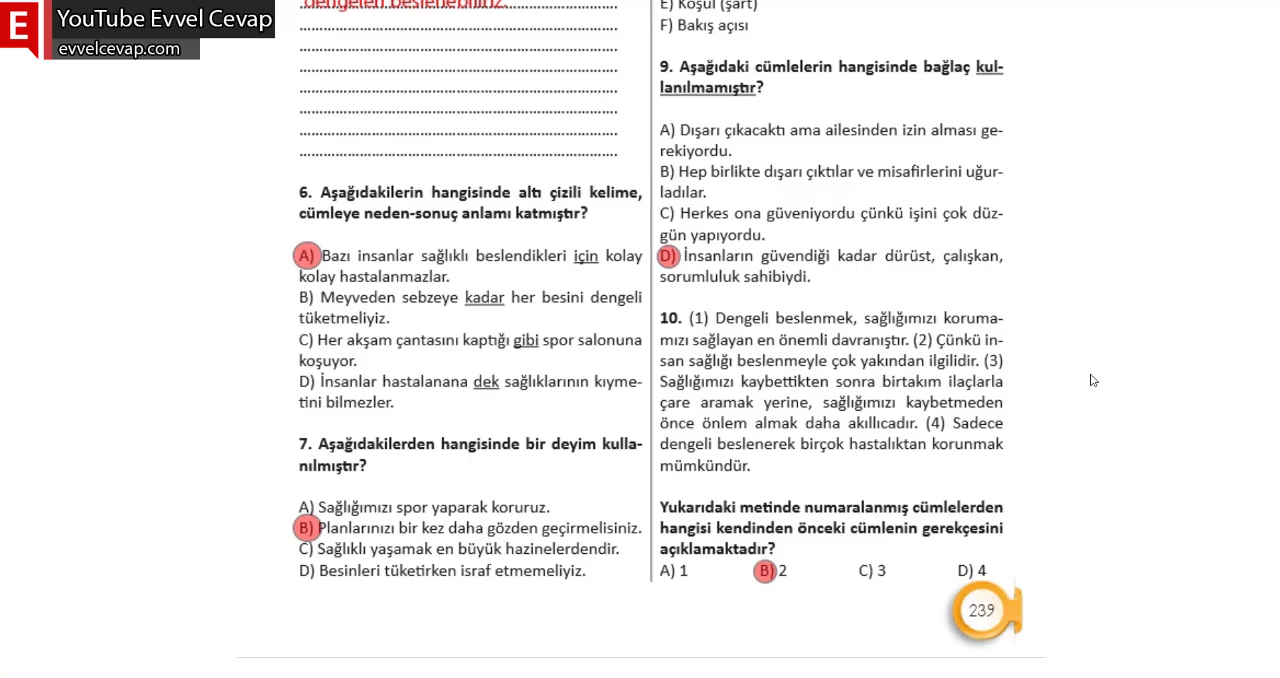 E
YouTube Evvel Cevap
evvelcevap.com
dengeleri beslenebiliriz.
6. Aşağıdakilerin hangisinde altı çizili kelime,
cümleye neden-sonuç anlamı katmıştır?
A) Bazı insanlar sağlıklı beslendikleri için kolay
kolay hastalanmazlar.
B) Meyveden sebzeye kadar her besini dengeli
tüketmeliyiz.
C) Her akşam çantasını kaptığı gibi spor salonuna
koşuyor.
D) İnsanlar hastalanana dek sağlıklarının kıyme-
tini bilmezler.
7. Aşağıdakilerden hangisinde bir deyim kulla-
nılmıştır?
A) Sağlığımızı spor yaparak koruruz.
B) Planlarınızı bir kez daha gözden geçirmelisiniz.
C) Sağlıklı yaşamak en büyük hazinelerdendir.
D) Besinleri tüketirken israf etmemeliyiz.
E) Koşul (şart)
F) Bakış açısı
9. Aşağıdaki cümlelerin hangisinde bağlaç kul-
lanılmamıştır?
A) Dışarı çıkacaktı ama ailesinden izin alması ge-
rekiyordu.
B) Hep birlikte dışarı çıktılar ve misafirlerini uğur-
ladılar.
C) Herkes ona güveniyordu çünkü işini çok düz-
gün yapıyordu.
D) İnsanların güvendiği kadar dürüst, çalışkan,
sorumluluk sahibiydi.
10. (1) Dengeli beslenmek, sağlığımızı koruma-
mızı sağlayan en önemli davranıştır. (2) Çünkü in-
san sağlığı beslenmeyle çok yakından ilgilidir. (3)
Sağlığımızı kaybettikten sonra birtakım ilaçlarla
çare aramak yerine, sağlığımızı kaybetmeden
önce önlem almak daha akıllıcadır. (4) Sadece
dengeli beslenerek birçok hastalıktan korunmak
mümkündür.
Yukarıdaki metinde numaralanmış cümlelerden
hangisi kendinden önceki cümlenin gerekçesini
açıklamaktadır?
A) 1 B) 2 C) 3 D) 4
239